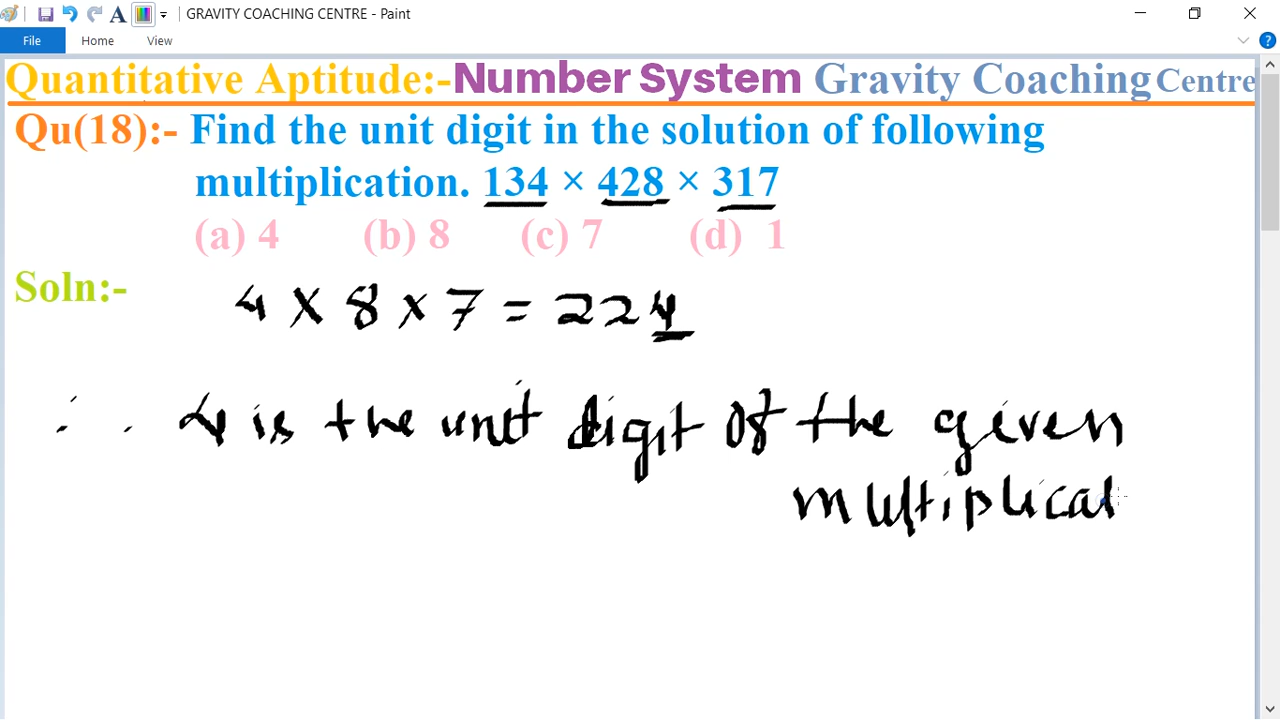 GRAVITY COACHING CENTRE - Paint
File Home View
Quantitative Aptitude:-Number System Gravity Coaching Centre
Qu(18):- Find the unit digit in the solution of following
multiplication. 134 × 428 × 317
(a) 4 (b) 8 (c) 7 (d) 1
Soln:- 4 × 8 × 7 = 224
∴ 4 is the unit digit of the given
multiplicat